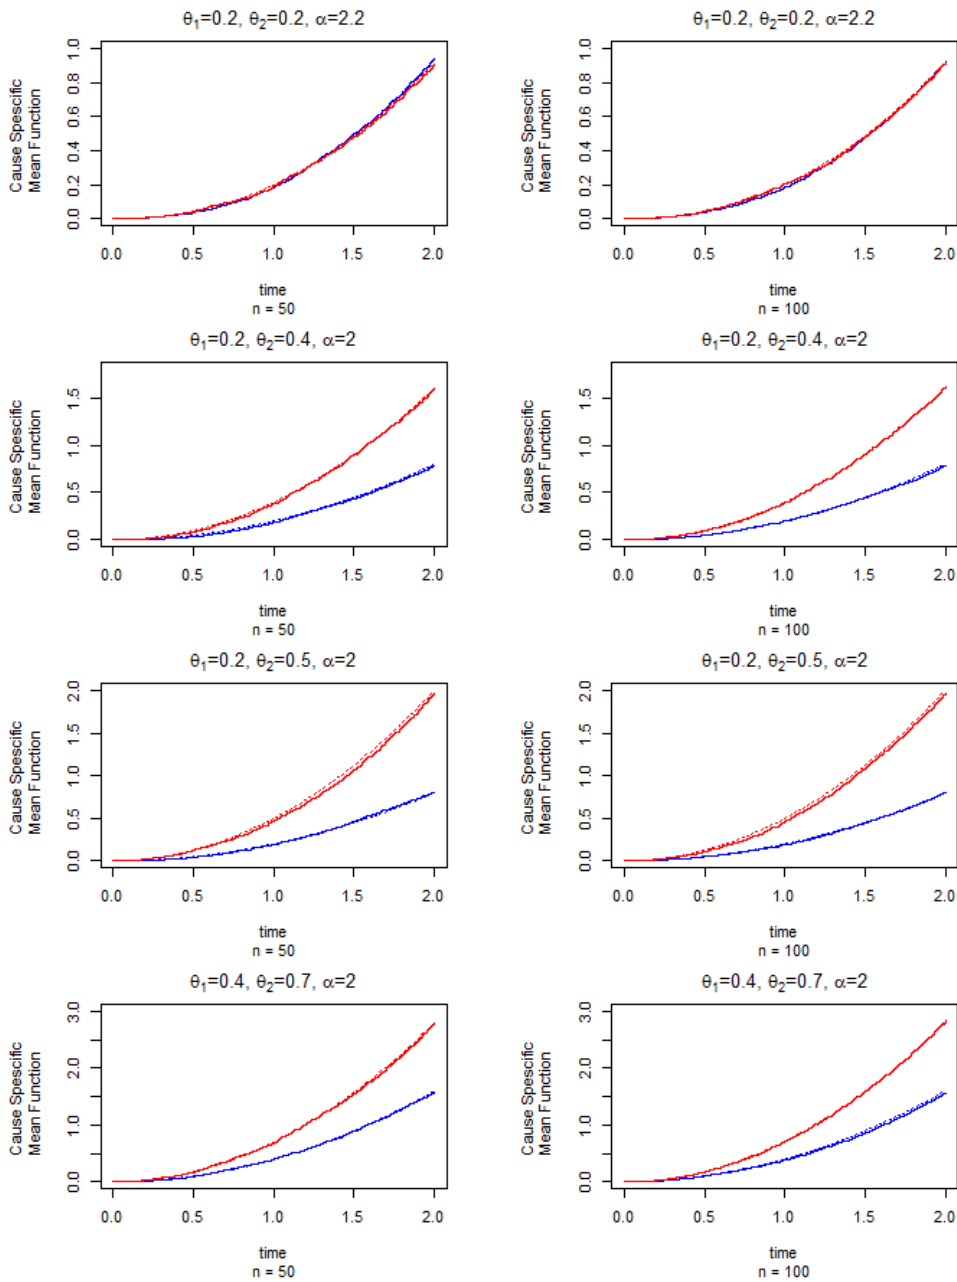 θ1=0.2, θ2=0.2, α=2.2
Cause Spescific
Mean Function
0.0 0.2 0.4 0.6 0.8 1.0
0.0 0.5 1.0 1.5 2.0
time
n = 50
θ1=0.2, θ2=0.2, α=2.2
Cause Spescific
Mean Function
0.0 0.2 0.4 0.6 0.8 1.0
0.0 0.5 1.0 1.5 2.0
time
n = 100
θ1=0.2, θ2=0.4, α=2
Cause Spescific
Mean Function
0.0 0.5 1.0 1.5
0.0 0.5 1.0 1.5 2.0
time
n = 50
θ1=0.2, θ2=0.4, α=2
Cause Spescific
Mean Function
0.0 0.5 1.0 1.5
0.0 0.5 1.0 1.5 2.0
time
n = 100
θ1=0.2, θ2=0.5, α=2
Cause Spescific
Mean Function
0.0 0.5 1.0 1.5 2.0
0.0 0.5 1.0 1.5 2.0
time
n = 50
θ1=0.2, θ2=0.5, α=2
Cause Spescific
Mean Function
0.0 0.5 1.0 1.5 2.0
0.0 0.5 1.0 1.5 2.0
time
n = 100
θ1=0.4, θ2=0.7, α=2
Cause Spescific
Mean Function
0.0 1.0 2.0 3.0
0.0 0.5 1.0 1.5 2.0
time
n = 50
θ1=0.4, θ2=0.7, α=2
Cause Spescific
Mean Function
0.0 1.0 2.0 3.0
0.0 0.5 1.0 1.5 2.0
time
n = 100